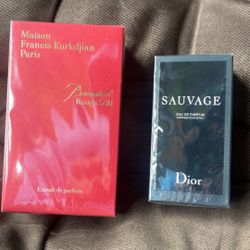 Maison
Francis Kurkdjian
Paris
Baccarat
Rouge 540
Extrait de parfum
SAUVAGE
EAU DE PARFUM
Dior